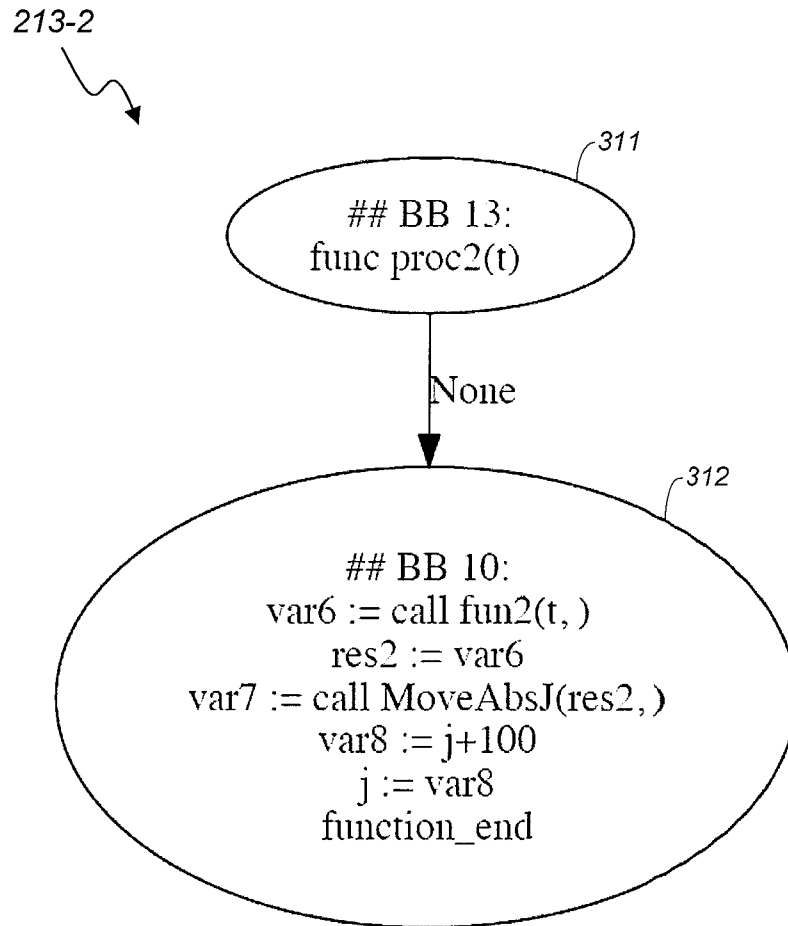 213-2
311
## BB 13:
func proc2(t)
None
312
## BB 10:
var6 := call fun2(t, )
res2 := var6
var7 := call MoveAbsJ(res2, )
var8 := j+100
j := var8
function_end